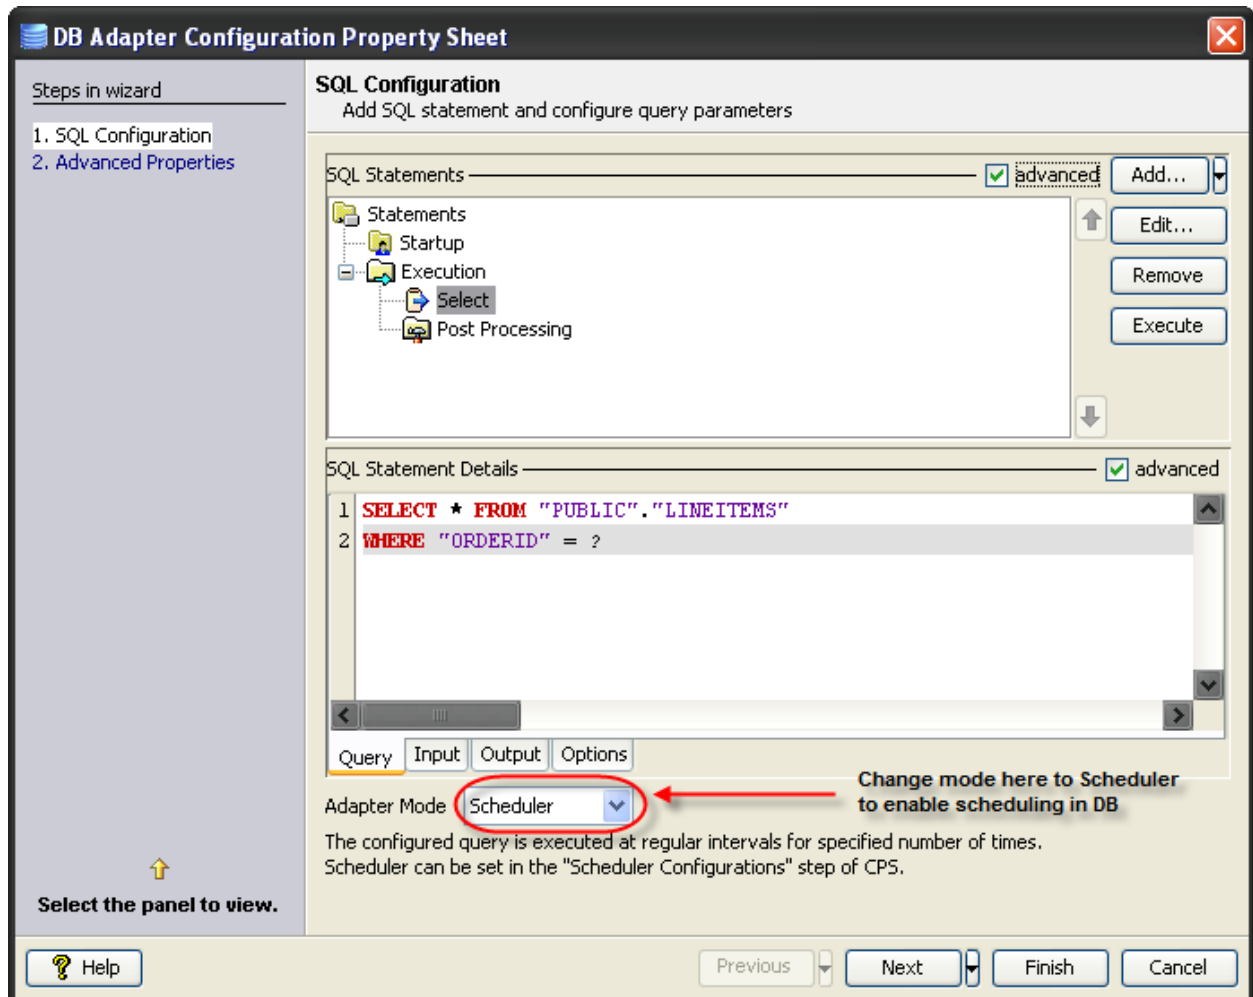 DB Adapter Configuration Property Sheet
Steps in wizard
1. SQL Configuration
2. Advanced Properties
SQL Configuration
Add SQL statement and configure query parameters
SQL Statements
advanced
Add...
Edit...
Remove
Execute
Statements
Startup
Execution
Select
Post Processing
SQL Statement Details
advanced
1 SELECT * FROM "PUBLIC"."LINEITEMS"
2 WHERE "ORDERID" = ?
Query Input Output Options
Adapter Mode Scheduler
Change mode here to Scheduler
to enable scheduling in DB
The configured query is executed at regular intervals for specified number of times.
Scheduler can be set in the "Scheduler Configurations" step of CPS.
Select the panel to view.
Help
Previous
Next
Finish
Cancel